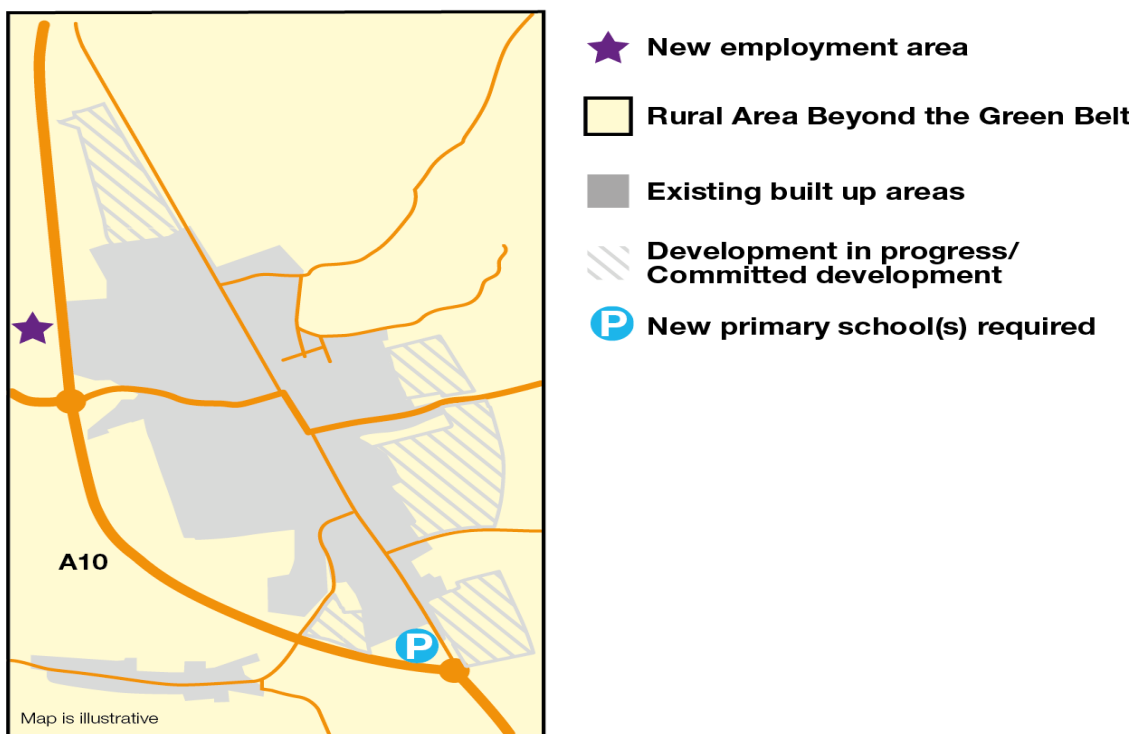 New employment area
Rural Area Beyond the Green Belt
Existing built up areas
Development in progress/
Committed development
P New primary school(s) required
A10
P
Map is illustrative